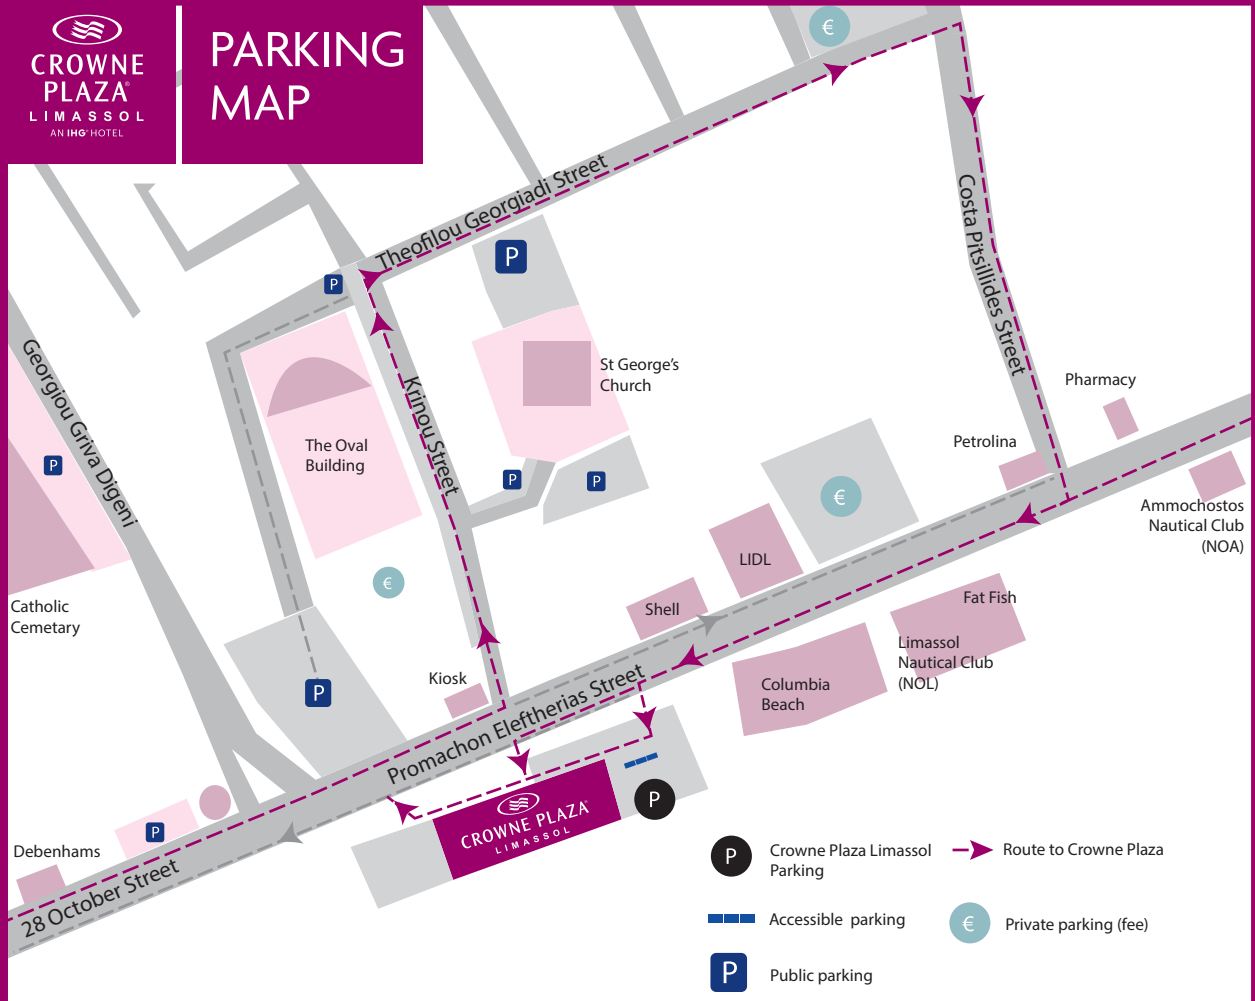 CROWNE
PLAZA®
LIMASSOL
AN IHG® HOTEL
PARKING
MAP
€
Theofilou Georgiadi Street
Costa Pitsillides Street
P
P
Georgiou Griva Digeni
Krinou Street
St George's
Church
Pharmacy
The Oval
Building
Petrolina
P
P
P
€
Ammochostos
Nautical Club
(NOA)
LIDL
€
Catholic
Cemetary
Shell
Fat Fish
Limassol
Nautical Club
(NOL)
Kiosk
P
Columbia
Beach
Promachon Eleftherias Street
P
CROWNE PLAZA®
LIMASSOL
P
Debenhams
28 October Street
P
Crowne Plaza Limassol
Parking
Route to Crowne Plaza
Accessible parking
€
Private parking (fee)
P
Public parking